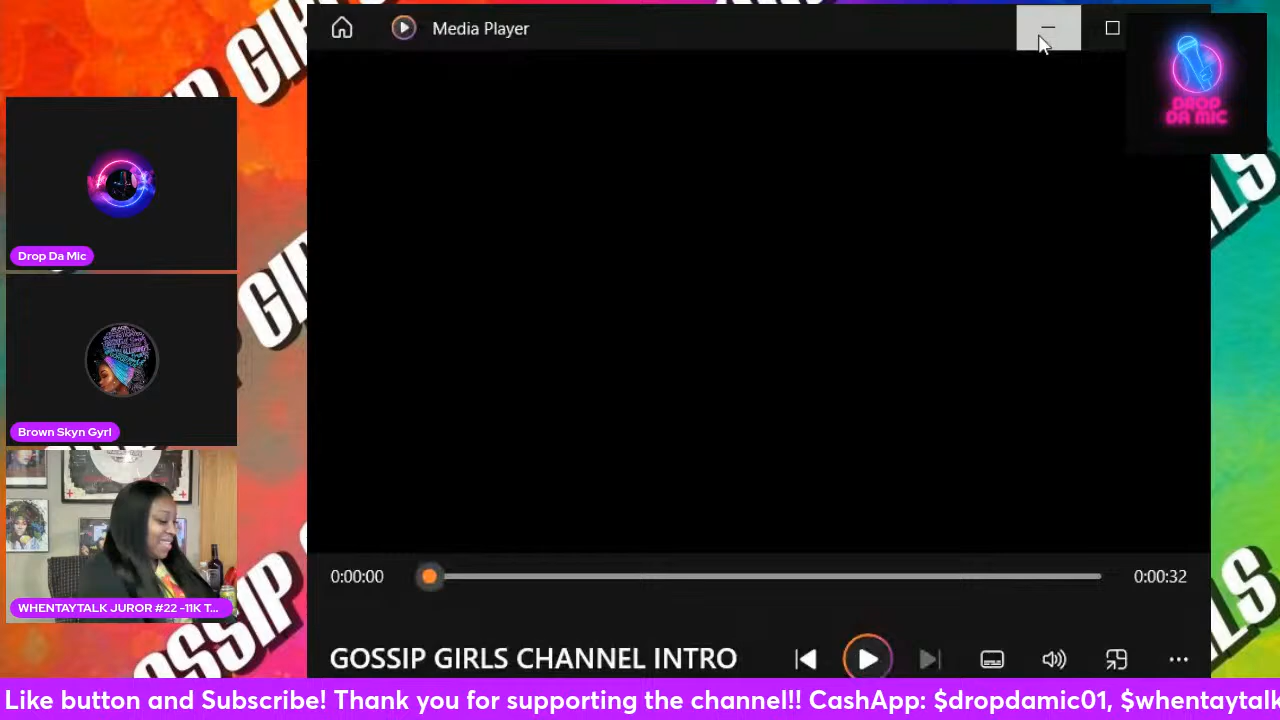 Media Player
DROP
DA MIC
Drop Da Mic
Brown Skyn Gyrl
WHENTAYTALK JUROR #22 -11K T...
0:00:00
0:00:32
GOSSIP GIRLS CHANNEL INTRO
Like button and Subscribe! Thank you for supporting the channel!! CashApp: $dropdamic01, $whentaytalk